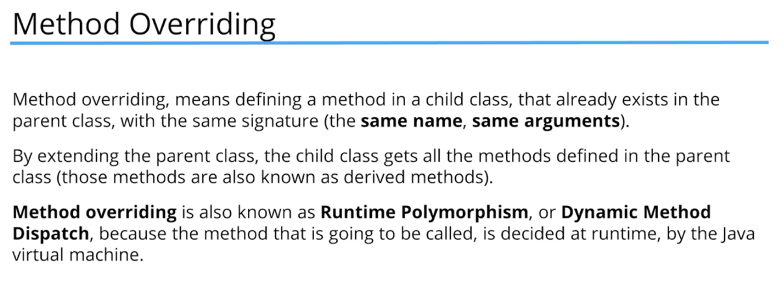 Method Overriding
Method overriding, means defining a method in a child class, that already exists in the
parent class, with the same signature (the same name, same arguments).
By extending the parent class, the child class gets all the methods defined in the parent
class (those methods are also known as derived methods).
Method overriding is also known as Runtime Polymorphism, or Dynamic Method
Dispatch, because the method that is going to be called, is decided at runtime, by the Java
virtual machine.